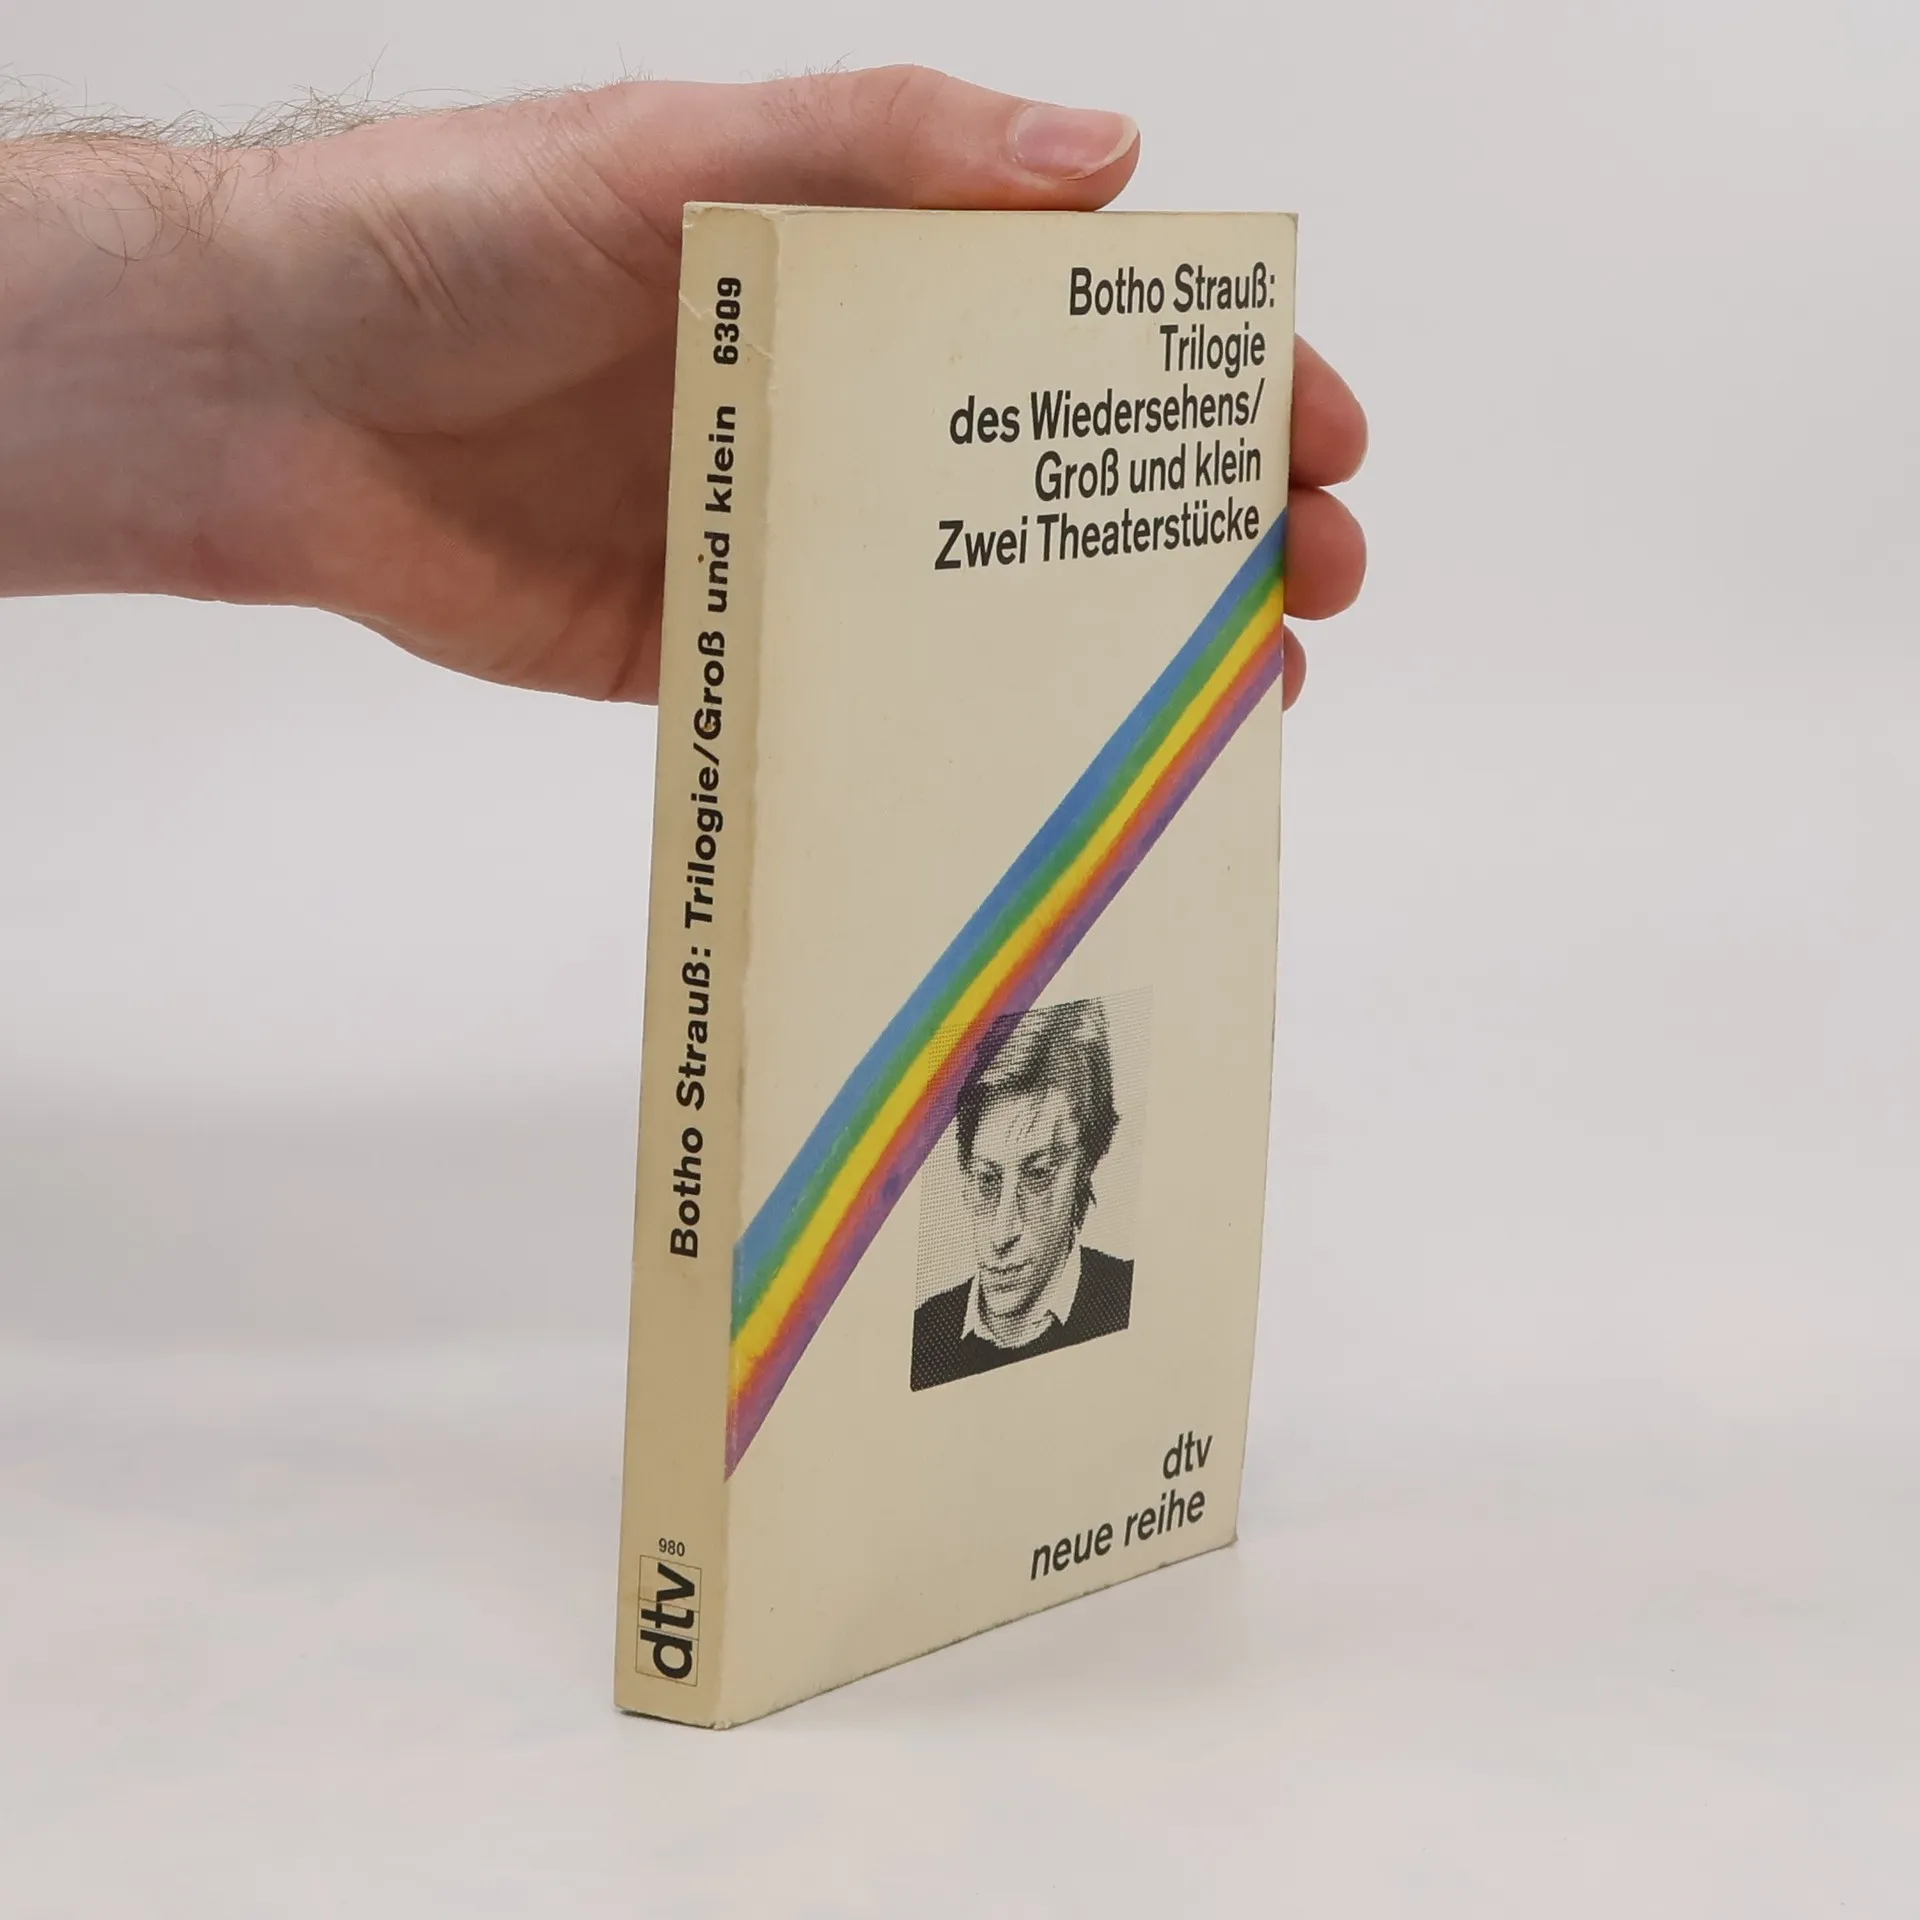 Botho Strauß:
Trilogie
des Wiedersehens/
Groß und klein
Zwei Theaterstücke
dtv
neue reihe
Botho Strauß: Trilogie/Groß und klein 6309
980
dtv